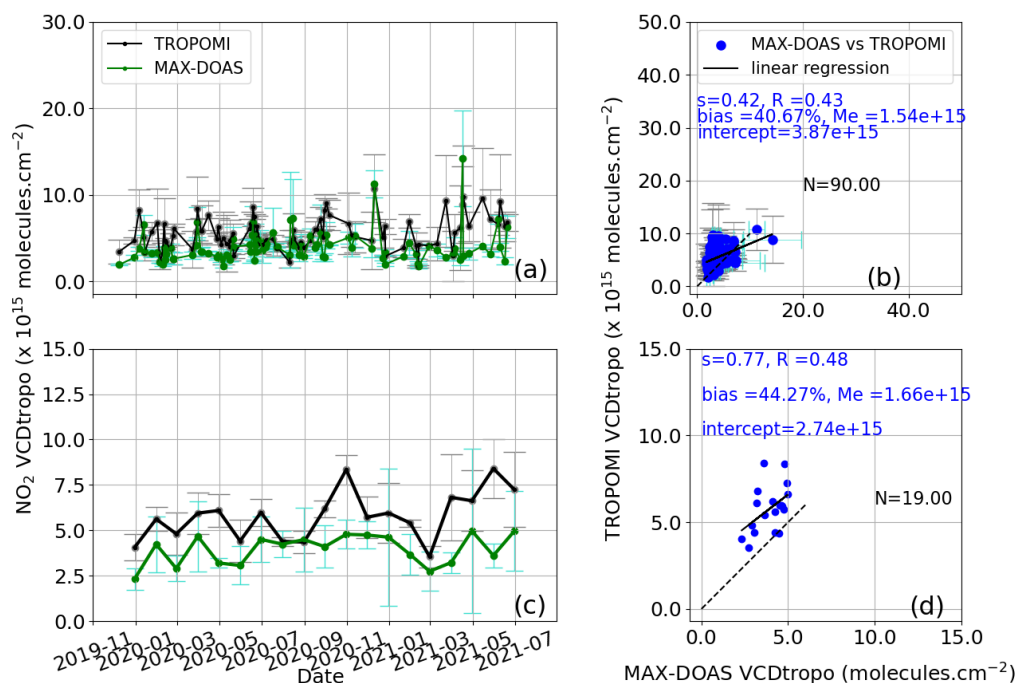 30.0
20.0
10.0
0.0
TROPOMI
MAX-DOAS
(a)
50.0
40.0
30.0
20.0
10.0
0.0
MAX-DOAS vs TROPOMI
linear regression
s=0.42, R =0.43
bias =40.67%, Me =1.54e+15
intercept=3.87e+15
N=90.00
(b)
0.0 20.0 40.0
NO₂ VCDtropo (x 10¹⁵ molecules.cm⁻²)
TROPOMI VCDtropo (x 10¹⁵ molecules.cm⁻²)
15.0
10.0
7.5
5.0
2.5
0.0
(c)
2019-11 2020-01 2020-03 2020-05 2020-07 2020-09 2020-11 2021-01 2021-03 2021-05 2021-07
Date
15.0
10.0
5.0
0.0
s=0.77, R =0.48
bias =44.27%, Me =1.66e+15
intercept=2.74e+15
N=19.00
(d)
0.0 5.0 10.0 15.0
MAX-DOAS VCDtropo (molecules.cm⁻²)